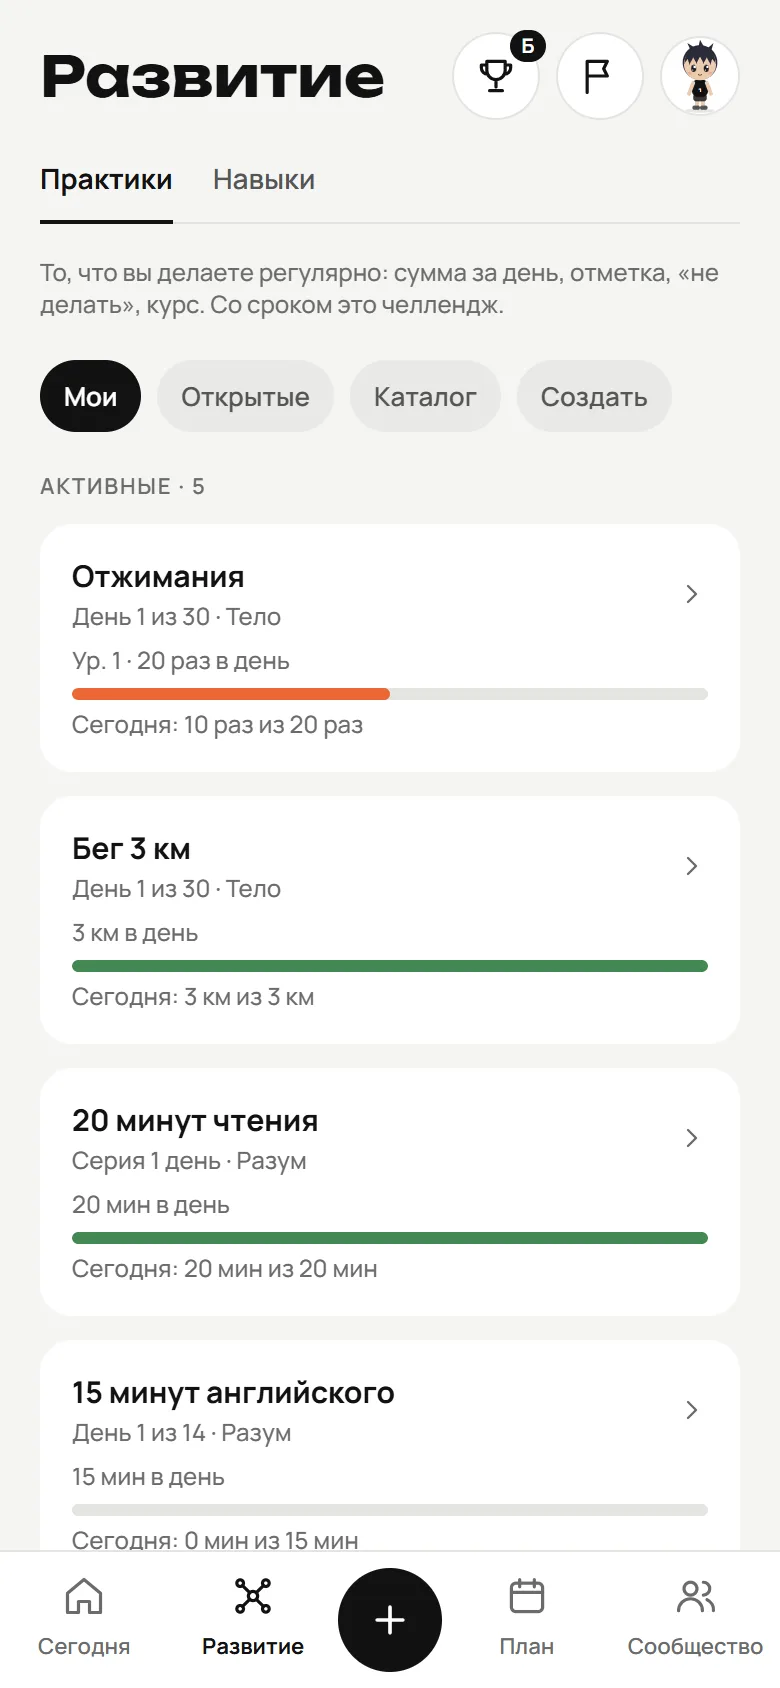 Развитие
Б
Практики Навыки
То, что вы делаете регулярно: сумма за день, отметка, «не
делать», курс. Со сроком это челлендж.
Мои Открытые Каталог Создать
АКТИВНЫЕ · 5
Отжимания
День 1 из 30 · Тело
Ур. 1 · 20 раз в день
Сегодня: 10 раз из 20 раз
Бег 3 км
День 1 из 30 · Тело
3 км в день
Сегодня: 3 км из 3 км
20 минут чтения
Серия 1 день · Разум
20 мин в день
Сегодня: 20 мин из 20 мин
15 минут английского
День 1 из 14 · Разум
15 мин в день
Сегодня: 0 мин из 15 мин
Сегодня Развитие План Сообщество